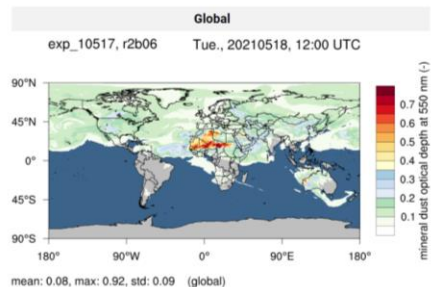 Global
exp_10517, r2b06 Tue., 20210518, 12:00 UTC
90°N
45°N
0°
45°S
90°S
180° 90°W 0° 90°E 180°
0.7
0.6
0.5
0.4
0.3
0.2
0.1
mineral dust optical depth at 550 nm (-)
mean: 0.08, max: 0.92, std: 0.09 (global)